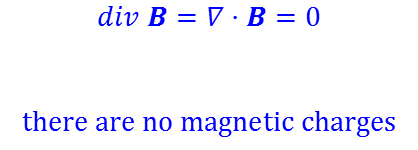 div B = ∇ · B = 0
there are no magnetic charges